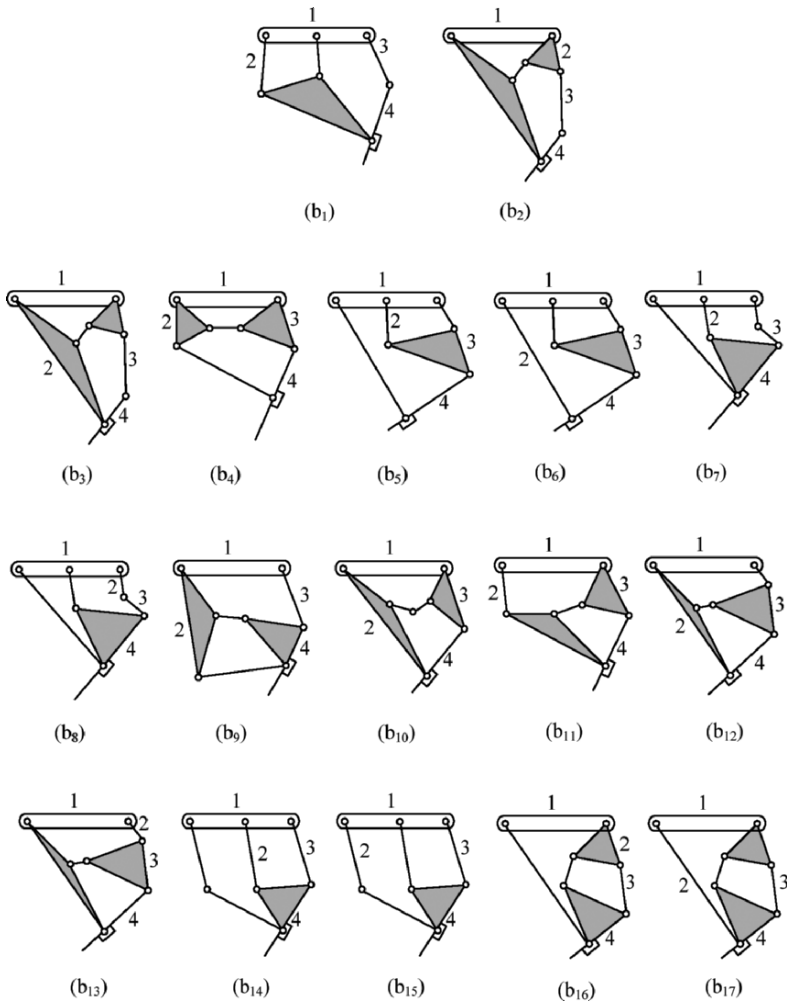 1 1
2 3 2
4 3
4
(b₁) (b₂)
1 1 1 1 1
2 3 2 2 2 3
2 3 3 3
4 4 4 4 4
(b₃) (b₄) (b₅) (b₆) (b₇)
1 1 1 1 1
2 3 2 3 2 3 2 3 2 3
4 4 4 4
(b₈) (b₉) (b₁₀) (b₁₁) (b₁₂)
1 1 1 1 1
2 2 3 2 3 2 2
3 3 3
4 4 4 4 4
(b₁₃) (b₁₄) (b₁₅) (b₁₆) (b₁₇)